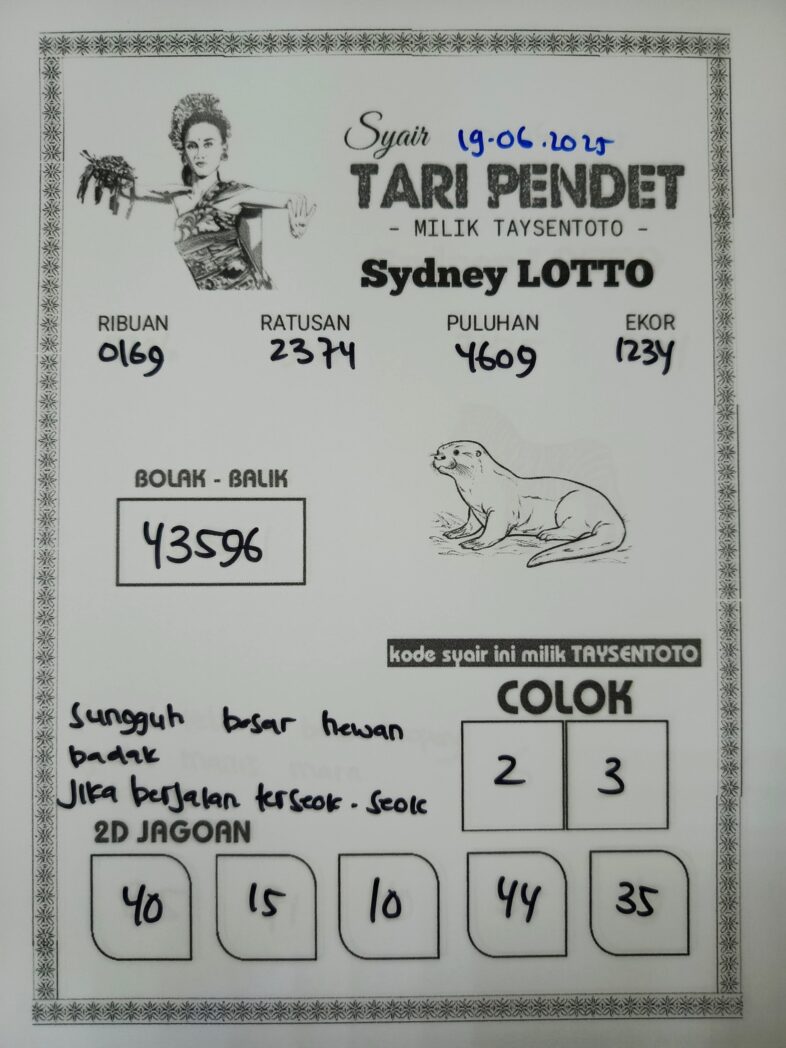 Syair 19-06-2025
TARI PENDET
- MILIK TAYSENTOTO -
Sydney LOTTO
RIBUAN RATUSAN PULUHAN EKOR
0169 2374 4609 1234
BOLAK - BALIK
43596
kode syair ini milik TAYSENTOTO
COLOK
2 3
Sungguh besar hewan
badak
Jika berjalan terseok-seok
2D JAGOAN
40 15 10 44 35